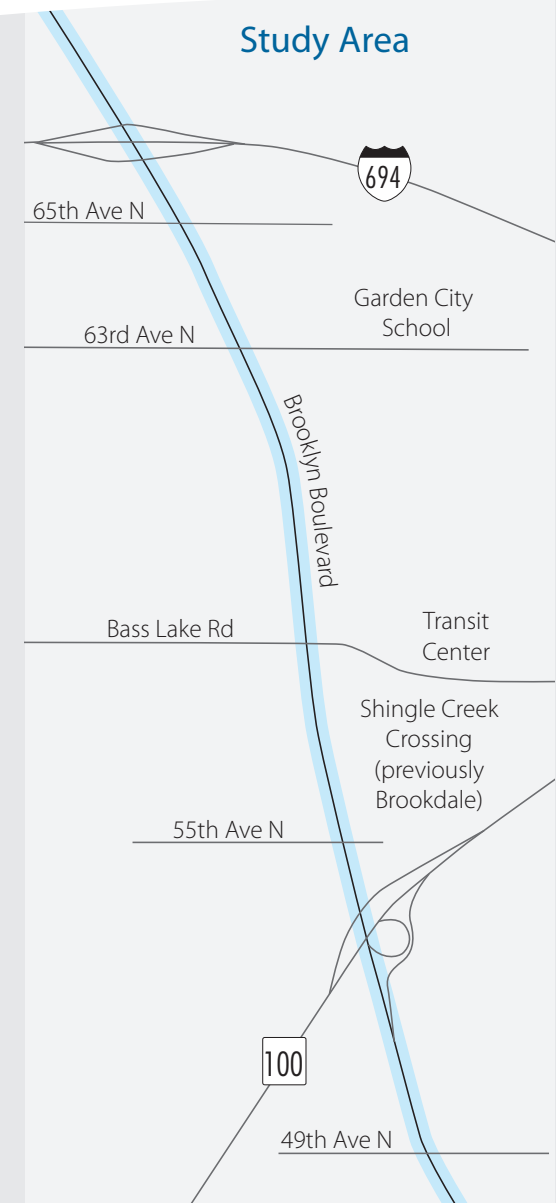 Study Area
694
65th Ave N
Garden City
School
63rd Ave N
Brooklyn Boulevard
Bass Lake Rd
Transit
Center
Shingle Creek
Crossing
(previously
Brookdale)
55th Ave N
100
49th Ave N